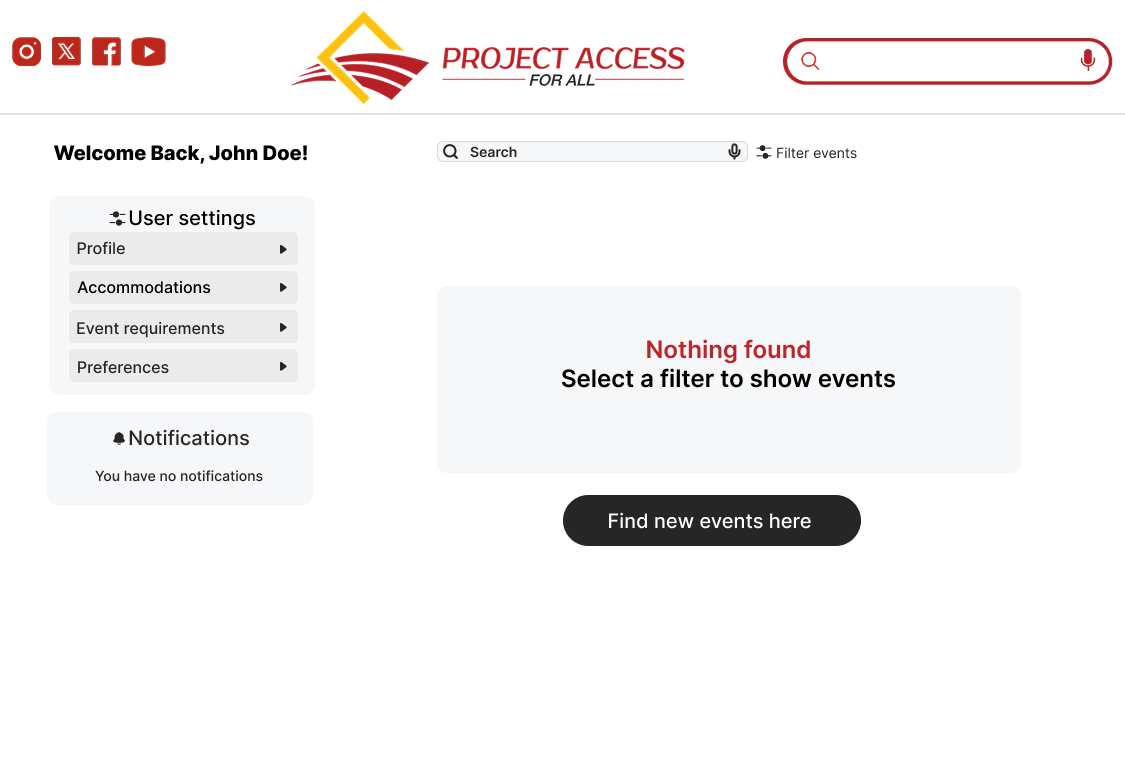 PROJECT ACCESS
FOR ALL
Welcome Back, John Doe!
Search
Filter events
User settings
Profile
Accommodations
Event requirements
Preferences
Notifications
You have no notifications
Nothing found
Select a filter to show events
Find new events here